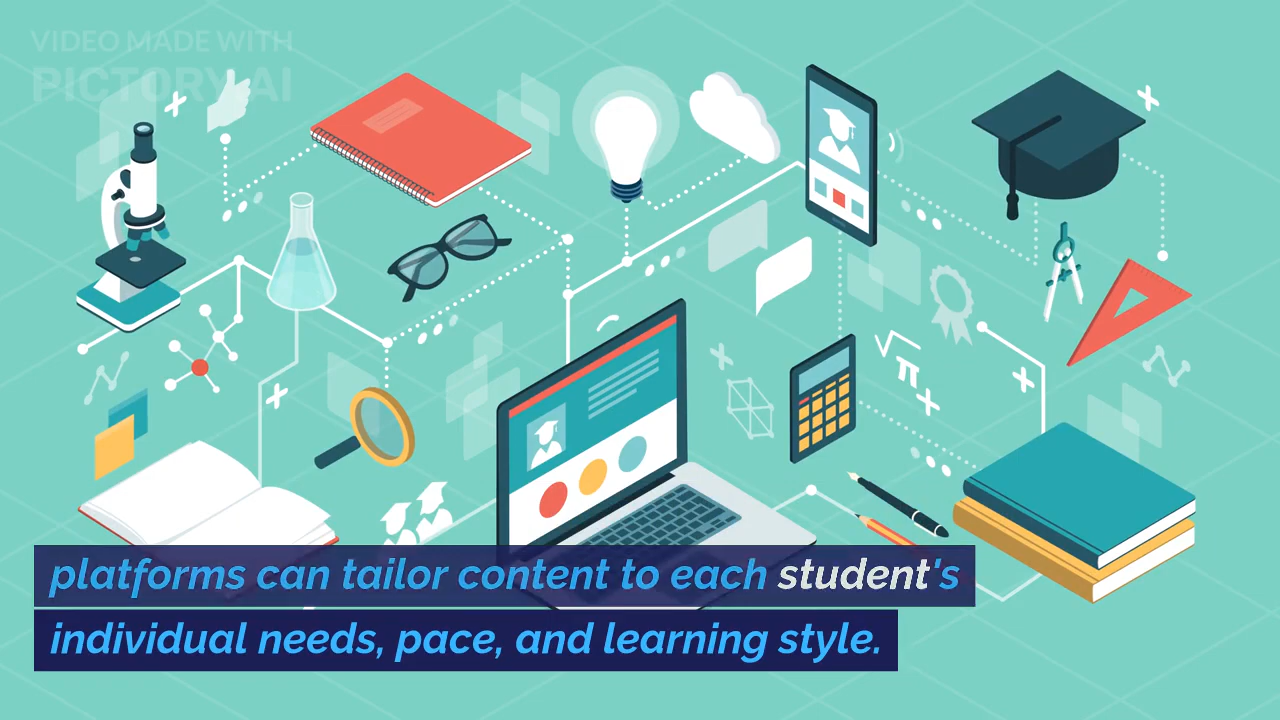 VIDEO MADE WITH
PICTORY AI
√π
platforms can tailor content to each student's
individual needs, pace, and learning style.